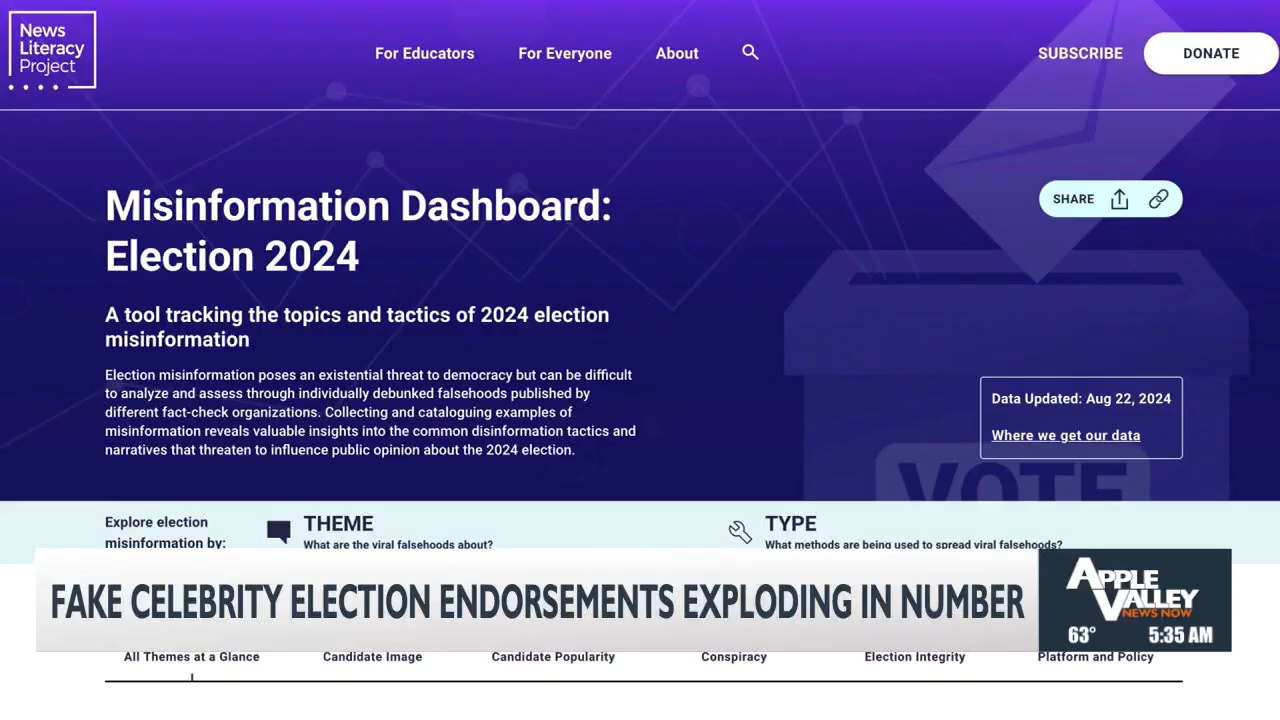 News
Literacy
Project
For Educators
For Everyone
About
SUBSCRIBE
DONATE
Misinformation Dashboard:
Election 2024
SHARE
A tool tracking the topics and tactics of 2024 election
misinformation
Election misinformation poses an existential threat to democracy but can be difficult
to analyze and assess through individually debunked falsehoods published by
different fact-check organizations. Collecting and cataloguing examples of
misinformation reveals valuable insights into the common disinformation tactics and
narratives that threaten to influence public opinion about the 2024 election.
Data Updated: Aug 22, 2024
Where we get our data
VOTE
Explore election
misinformation by:
THEME
What are the viral falsehoods about?
TYPE
What methods are being used to spread viral falsehoods?
FAKE CELEBRITY ELECTION ENDORSEMENTS EXPLODING IN NUMBER
APPLE
VALLEY
NEWS NOW
63° 5:35 AM
All Themes at a Glance
Candidate Image
Candidate Popularity
Conspiracy
Election Integrity
Platform and Policy